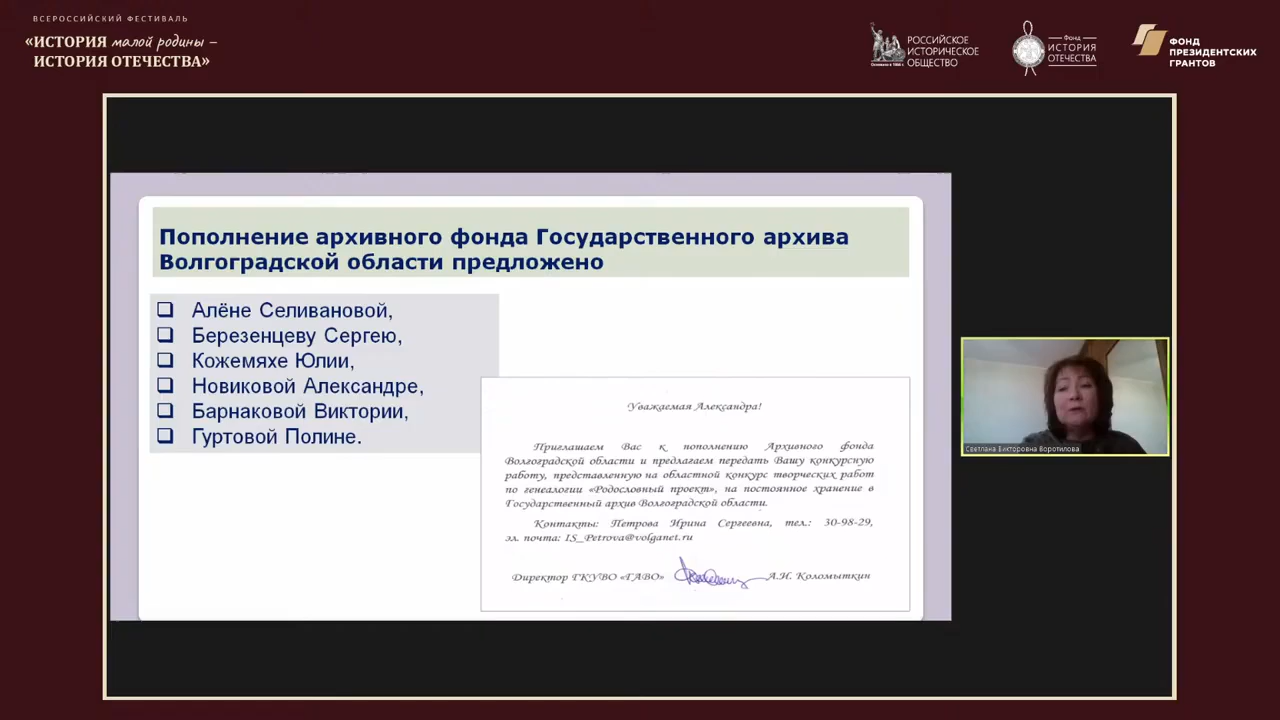 ВСЕРОССИЙСКИЙ ФЕСТИВАЛЬ
«ИСТОРИЯ малой родины –
ИСТОРИЯ ОТЕЧЕСТВА»
РОССИЙСКОЕ
ИСТОРИЧЕСКОЕ
ОБЩЕСТВО
Основано в 1866 г.
Фонд
ИСТОРИЯ
ОТЕЧЕСТВА
ФОНД
ПРЕЗИДЕНТСКИХ
ГРАНТОВ
Пополнение архивного фонда Государственного архива
Волгоградской области предложено
Алёне Селивановой,
Березенцеву Сергею,
Кожемяхе Юлии,
Новиковой Александре,
Барнаковой Виктории,
Гуртовой Полине.
Уважаемая Александра!
Приглашаем Вас к пополнению Архивного фонда
Волгоградской области и предлагаем передать Вашу конкурсную
работу, представленную на областной конкурс творческих работ
по генеалогии «Родословный проект», на постоянное хранение в
Государственный архив Волгоградской области.
Контакты: Петрова Ирина Сергеевна, тел.: 30-98-29,
эл. почта: IS_Petrova@volganet.ru
Директор ГКУВО «ГАВО» А.И. Коломыткин
Светлана Викторовна Воротилова